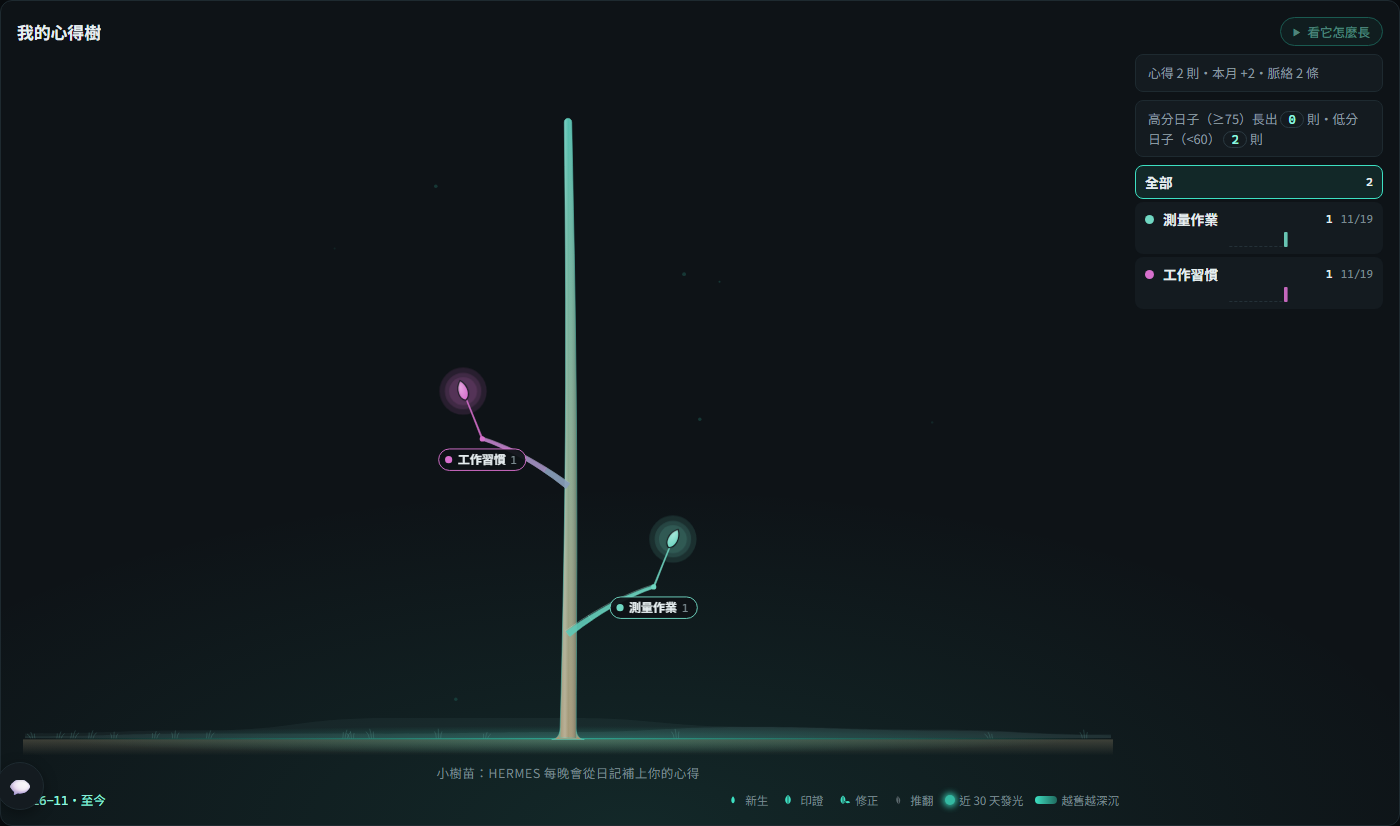 我的心得樹
看它怎麼長
心得 2 則・本月 +2・脈絡 2 條
高分日子（≥75）長出 0 則・低分
日子（<60） 2 則
全部 2
測量作業 1 11/19
工作習慣 1 11/19
工作習慣 1
測量作業 1
小樹苗：HERMES 每晚會從日記補上你的心得
26-11・至今
新生 印證 修正 推翻 近 30 天發光 越舊越深沉